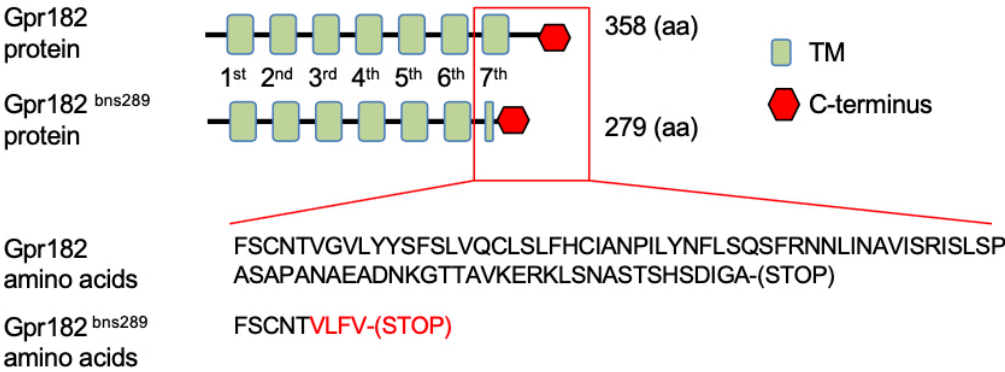 Gpr182
protein
358 (aa)
TM
1st 2nd 3rd 4th 5th 6th 7th
Gpr182 bns289
protein
279 (aa)
C-terminus
Gpr182
amino acids
FSCNTVGVLYYSFSLVQCLSLFHCIANPILYNFLSQSFRNNLINAVISRISLSP
ASAPANAEADNKGTTAVKERKLSNASTSHSDIGA-(STOP)
Gpr182 bns289
amino acids
FSCNTVLFV-(STOP)